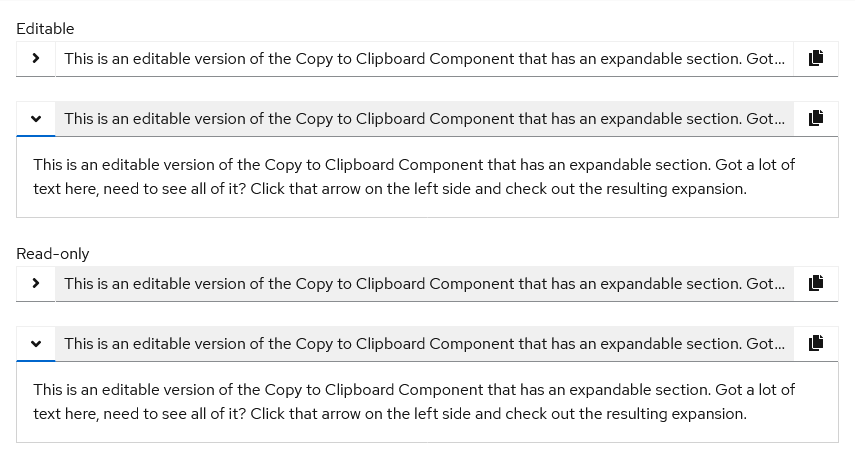 Editable
This is an editable version of the Copy to Clipboard Component that has an expandable section. Got...
This is an editable version of the Copy to Clipboard Component that has an expandable section. Got...
This is an editable version of the Copy to Clipboard Component that has an expandable section. Got a lot of
text here, need to see all of it? Click that arrow on the left side and check out the resulting expansion.
Read-only
This is an editable version of the Copy to Clipboard Component that has an expandable section. Got...
This is an editable version of the Copy to Clipboard Component that has an expandable section. Got...
This is an editable version of the Copy to Clipboard Component that has an expandable section. Got a lot of
text here, need to see all of it? Click that arrow on the left side and check out the resulting expansion.